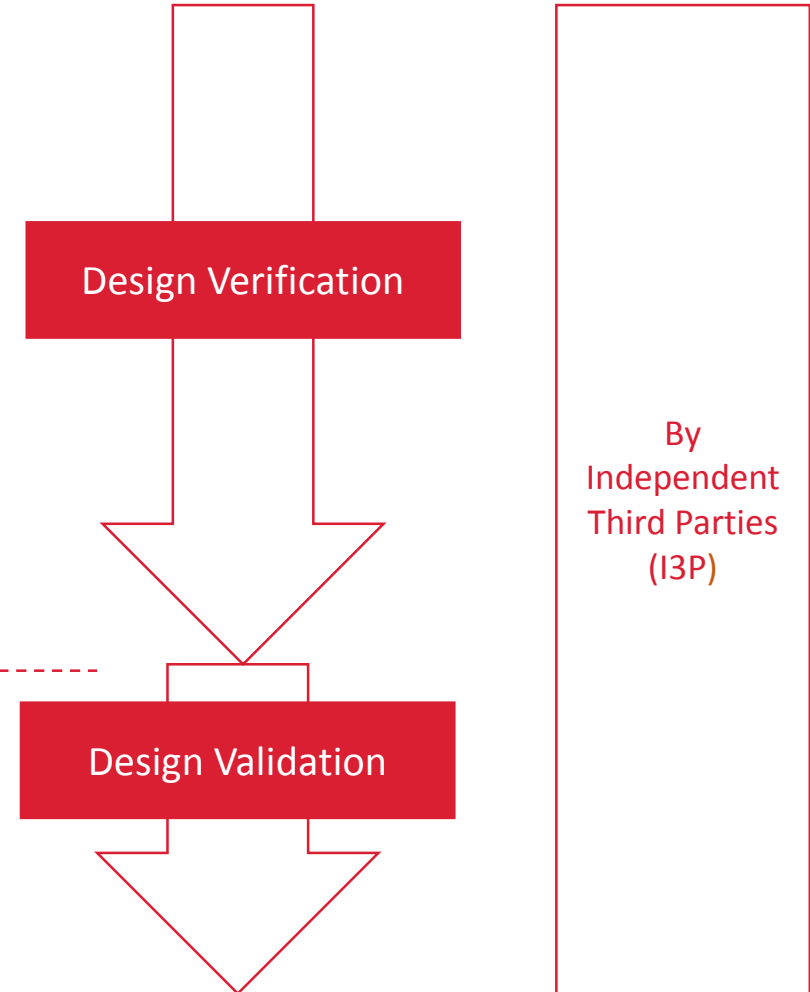 Design Verification
By
Independent
Third Parties
(I3P)
Design Validation